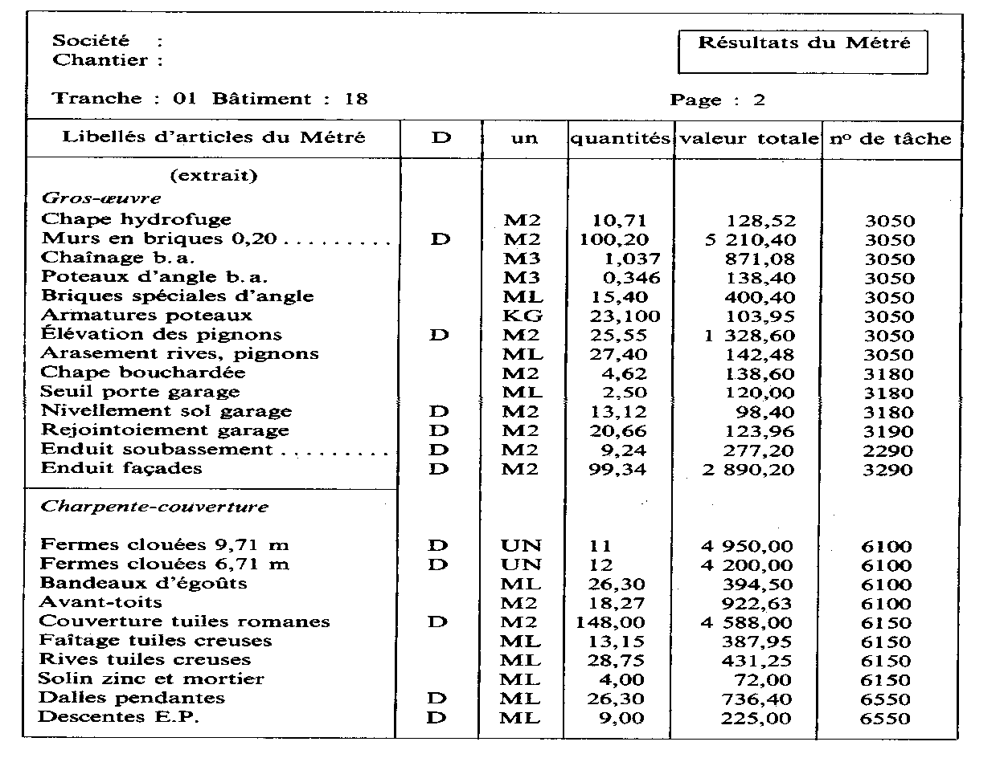 Société :
Chantier :
Résultats du Métré
Tranche : 01 Bâtiment : 18 Page : 2
Libellés d'articles du Métré D un quantités valeur totale nº de tâche
(extrait)
Gros-œuvre
Chape hydrofuge M2 10,71 128,52 3050
Murs en briques 0,20 ......... D M2 100,20 5 210,40 3050
Chaînage b.a. M3 1,037 871,08 3050
Poteaux d'angle b.a. M3 0,346 138,40 3050
Briques spéciales d'angle ML 15,40 400,40 3050
Armatures poteaux KG 23,100 103,95 3050
Élévation des pignons D M2 25,55 1 328,60 3050
Arasement rives, pignons ML 27,40 142,48 3050
Chape bouchardée M2 4,62 138,60 3180
Seuil porte garage ML 2,50 120,00 3180
Nivellement sol garage D M2 13,12 98,40 3180
Rejointoiement garage D M2 20,66 123,96 3190
Enduit soubassement ......... D M2 9,24 277,20 2290
Enduit façades D M2 99,34 2 890,20 3290
Charpente-couverture
Fermes clouées 9,71 m D UN 11 4 950,00 6100
Fermes clouées 6,71 m D UN 12 4 200,00 6100
Bandeaux d'égoûts ML 26,30 394,50 6100
Avant-toits M2 18,27 922,63 6100
Couverture tuiles romanes D M2 148,00 4 588,00 6150
Faîtage tuiles creuses ML 13,15 387,95 6150
Rives tuiles creuses ML 28,75 431,25 6150
Solin zinc et mortier ML 4,00 72,00 6150
Dalles pendantes D ML 26,30 736,40 6550
Descentes E.P. D ML 9,00 225,00 6550